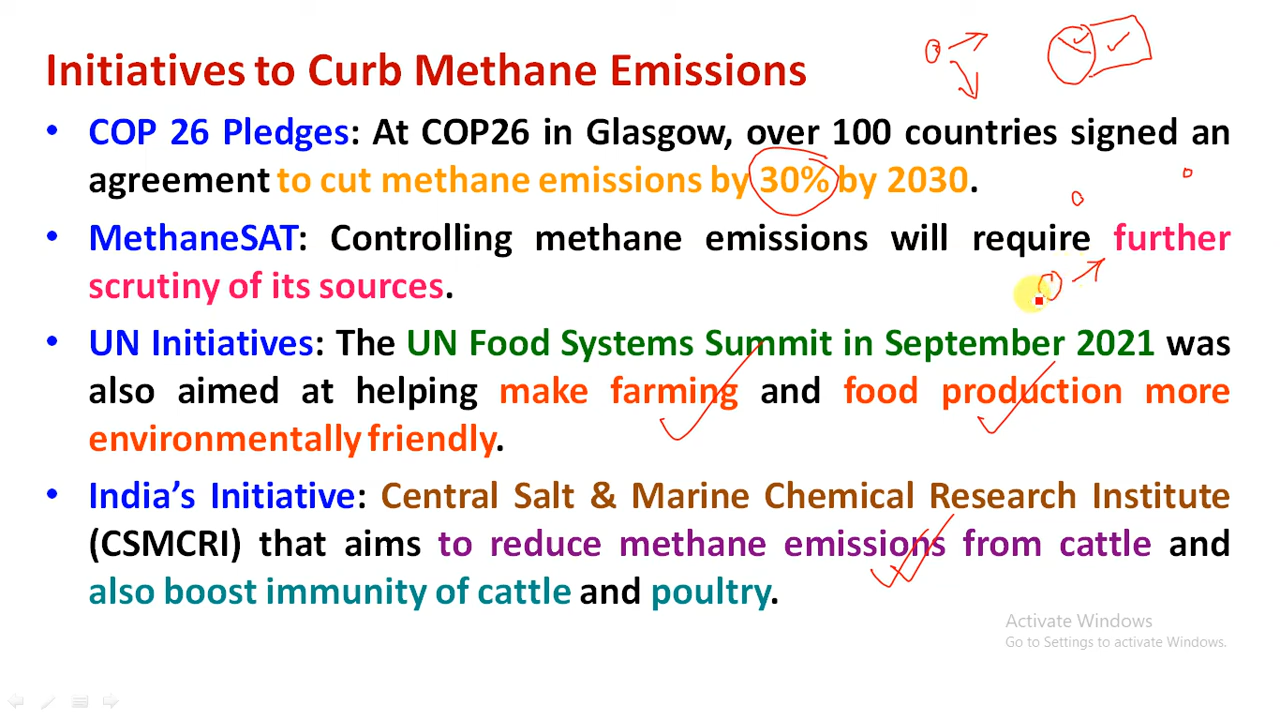 Initiatives to Curb Methane Emissions
• COP 26 Pledges: At COP26 in Glasgow, over 100 countries signed an
agreement to cut methane emissions by 30% by 2030.
• MethaneSAT: Controlling methane emissions will require further
scrutiny of its sources.
• UN Initiatives: The UN Food Systems Summit in September 2021 was
also aimed at helping make farming and food production more
environmentally friendly.
• India's Initiative: Central Salt & Marine Chemical Research Institute
(CSMCRI) that aims to reduce methane emissions from cattle and
also boost immunity of cattle and poultry.
Activate Windows
Go to Settings to activate Windows.